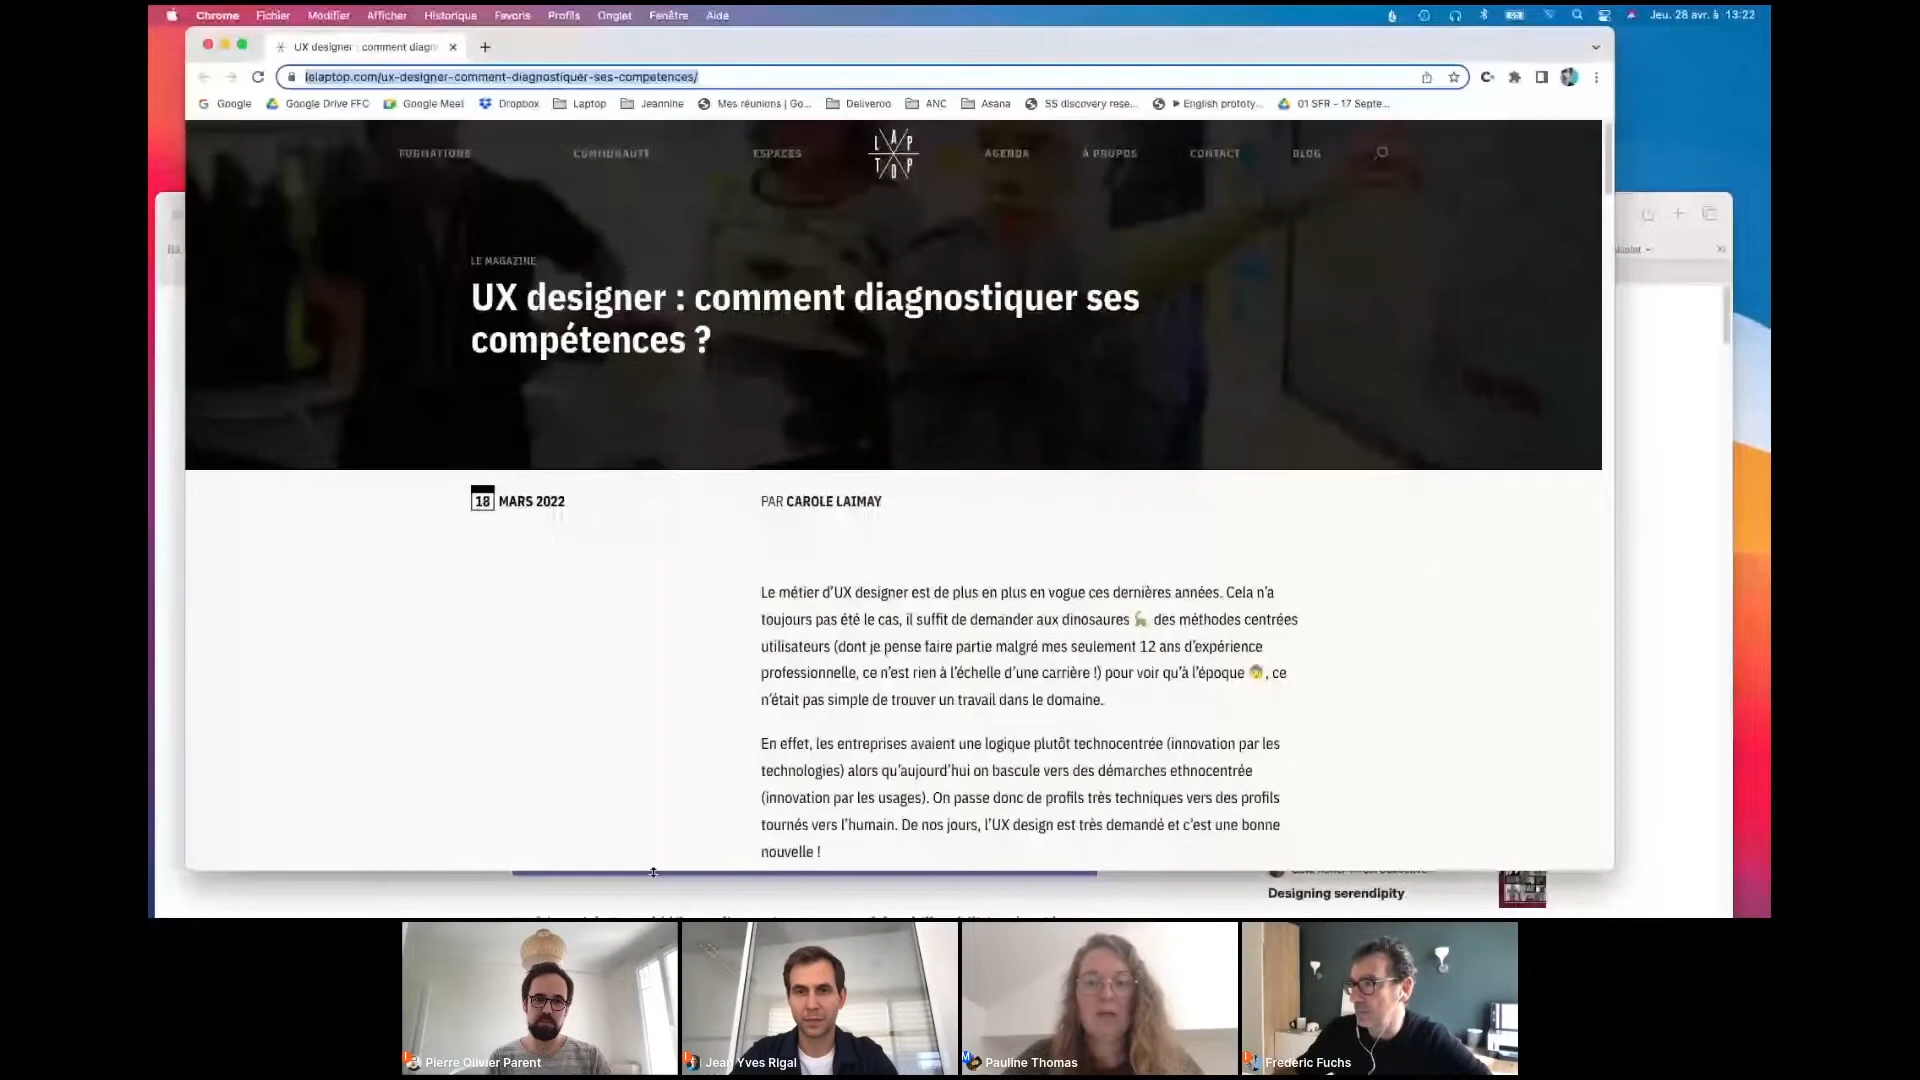 Chrome Fichier Modifier Afficher Historique Favoris Profils Onglet Fenêtre Aide Jeu. 28 avr. à 13:22
UX designer : comment diagn
lelaptop.com/ux-designer-comment-diagnostiquer-ses-competences/
Google Google Drive FFC Google Meet Dropbox Laptop Jeannine Mes réunions | Go... Deliveroo ANC Asana SS discovery rese... English prototy... 01 SFR - 17 Septe...
FORMATIONS COMMUNAUTÉ ESPACES LAPTOP AGENDA À PROPOS CONTACT BLOG
LE MAGAZINE
UX designer : comment diagnostiquer ses
compétences ?
18 MARS 2022 PAR CAROLE LAIMAY
Le métier d'UX designer est de plus en plus en vogue ces dernières années. Cela n'a
toujours pas été le cas, il suffit de demander aux dinosaures 🦕 des méthodes centrées
utilisateurs (dont je pense faire partie malgré mes seulement 12 ans d'expérience
professionnelle, ce n'est rien à l'échelle d'une carrière !) pour voir qu'à l'époque 🧓, ce
n'était pas simple de trouver un travail dans le domaine.
En effet, les entreprises avaient une logique plutôt technocentrée (innovation par les
technologies) alors qu'aujourd'hui on bascule vers des démarches ethnocentrée
(innovation par les usages). On passe donc de profils très techniques vers des profils
tournés vers l'humain. De nos jours, l'UX design est très demandé et c'est une bonne
nouvelle !
Designing serendipity
Pierre Olivier Parent
Jean Yves Rigal
Pauline Thomas
Frédéric Fuchs